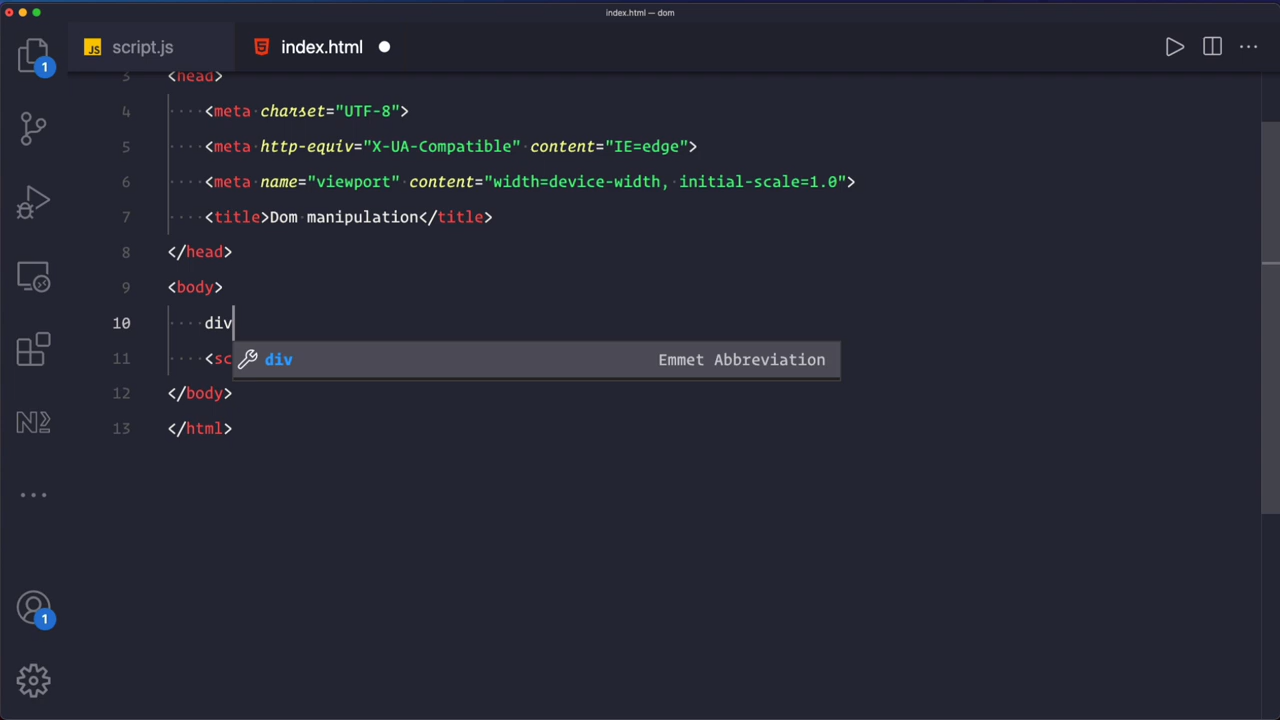 index.html — dom
JS script.js index.html
3 <head>
4 <meta charset="UTF-8">
5 <meta http-equiv="X-UA-Compatible" content="IE=edge">
6 <meta name="viewport" content="width=device-width, initial-scale=1.0">
7 <title>Dom manipulation</title>
8 </head>
9 <body>
10 div
11 <sc div Emmet Abbreviation
12 </body>
13 </html>
1
1